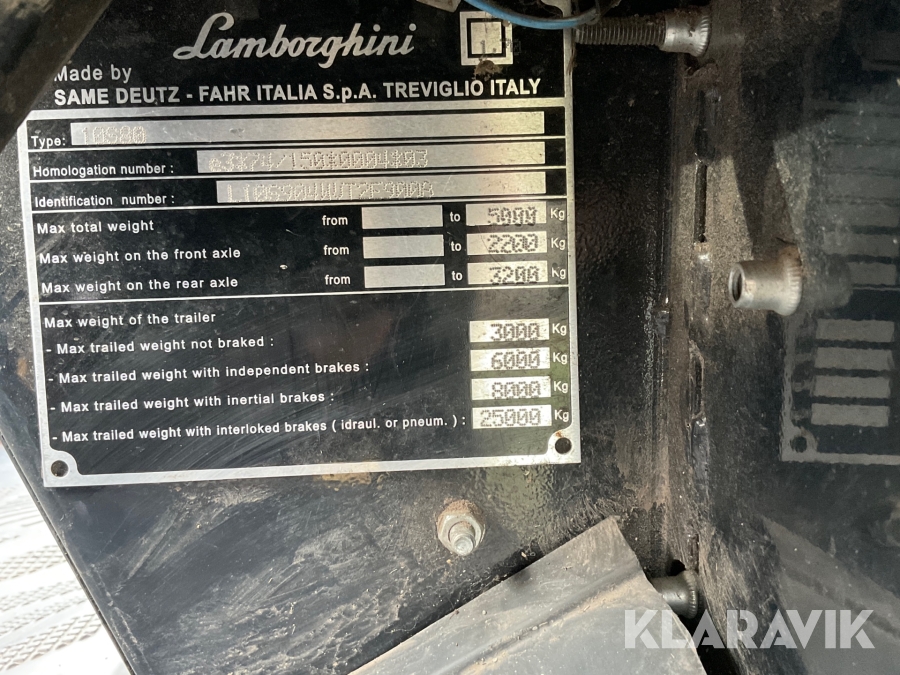 Lamborghini
Made by
SAME DEUTZ - FAHR ITALIA S.p.A. TREVIGLIO ITALY
Type: 10S80
Homologation number :
Identification number :
Max total weight from to 5000 Kg
Max weight on the front axle from to 2200 Kg
Max weight on the rear axle from to 3200 Kg
Max weight of the trailer
- Max trailed weight not braked : 3000 Kg
- Max trailed weight with independent brakes : 6000 Kg
- Max trailed weight with inertial brakes : 8000 Kg
- Max trailed weight with interloked brakes ( idraul. or pneum. ) : 25000 Kg
KLARAVIK